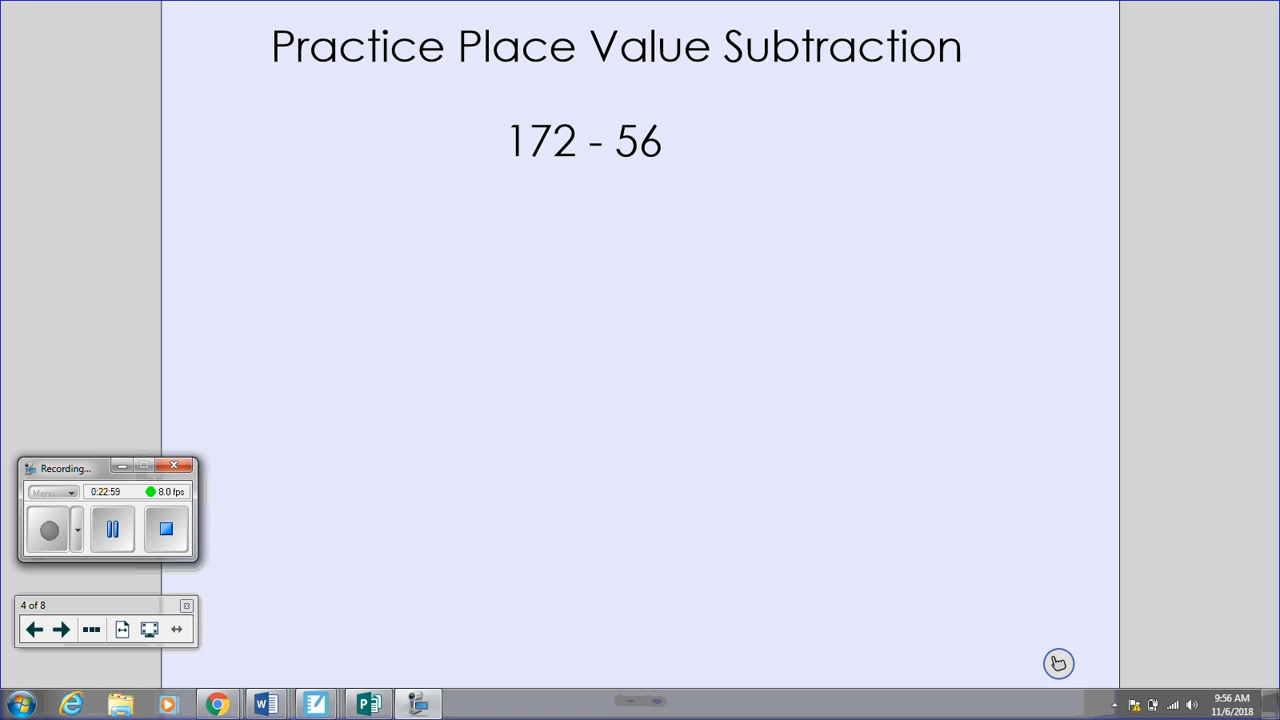 Practice Place Value Subtraction
172 - 56
Recording...
Menu
0:22:59
8.0 fps
4 of 8
9:56 AM
11/6/2018